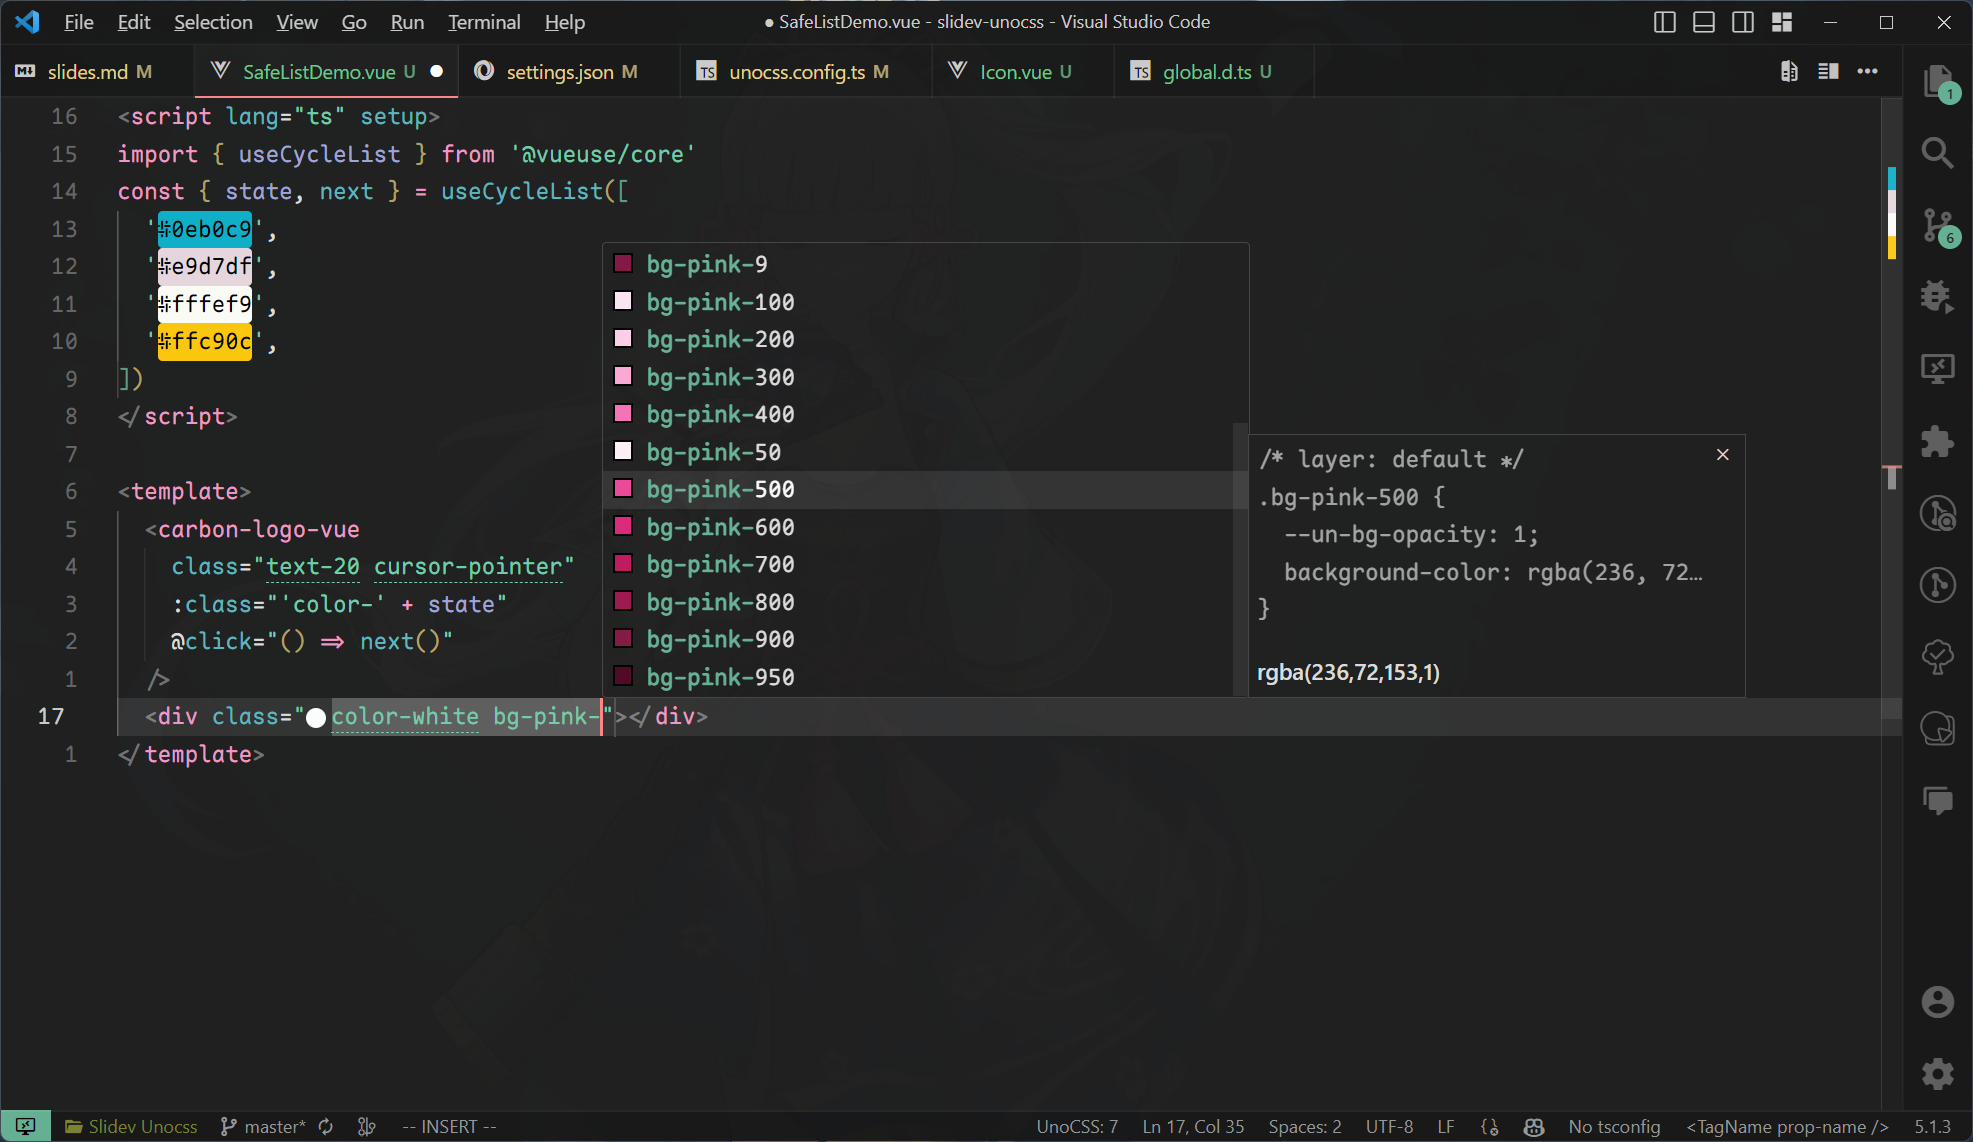 File Edit Selection View Go Run Terminal Help
● SafeListDemo.vue - slidev-unocss - Visual Studio Code
slides.md M
SafeListDemo.vue U
settings.json M
TS unocss.config.ts M
Icon.vue U
TS global.d.ts U
16 <script lang="ts" setup>
15 import { useCycleList } from '@vueuse/core'
14 const { state, next } = useCycleList([
13 '#0eb0c9',
12 '#e9d7df',
11 '#fffef9',
10 '#ffc90c',
9 ])
8 </script>
7
6 <template>
5 <carbon-logo-vue
4 class="text-20 cursor-pointer"
3 :class="'color-' + state"
2 @click="() => next()"
1 />
17 <div class="color-white bg-pink-"></div>
1 </template>
bg-pink-9
bg-pink-100
bg-pink-200
bg-pink-300
bg-pink-400
bg-pink-50
bg-pink-500
bg-pink-600
bg-pink-700
bg-pink-800
bg-pink-900
bg-pink-950
/* layer: default */
.bg-pink-500 {
--un-bg-opacity: 1;
background-color: rgba(236, 72…
}
rgba(236,72,153,1)
1
6
Slidev Unocss master* -- INSERT --
UnoCSS: 7 Ln 17, Col 35 Spaces: 2 UTF-8 LF No tsconfig <TagName prop-name /> 5.1.3